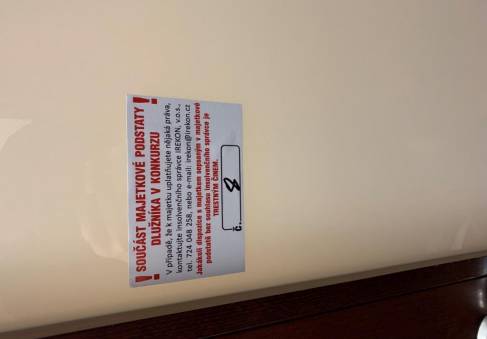 ! SOUČÁST MAJETKOVÉ PODSTATY !
! DLUŽNÍKA V KONKURZU !
V případě, že k majetku uplatňujete nějaká práva,
kontaktujte insolvenčního správce IREKON, v.o.s.,
tel. 724 048 258, nebo e-mail: irekon@irekon.cz
Jakákoli dispozice s majetkem sepsaným v majetkové
podstatě bez souhlasu insolvenčního správce je
TRESTNÝM ČINEM.
č. 8